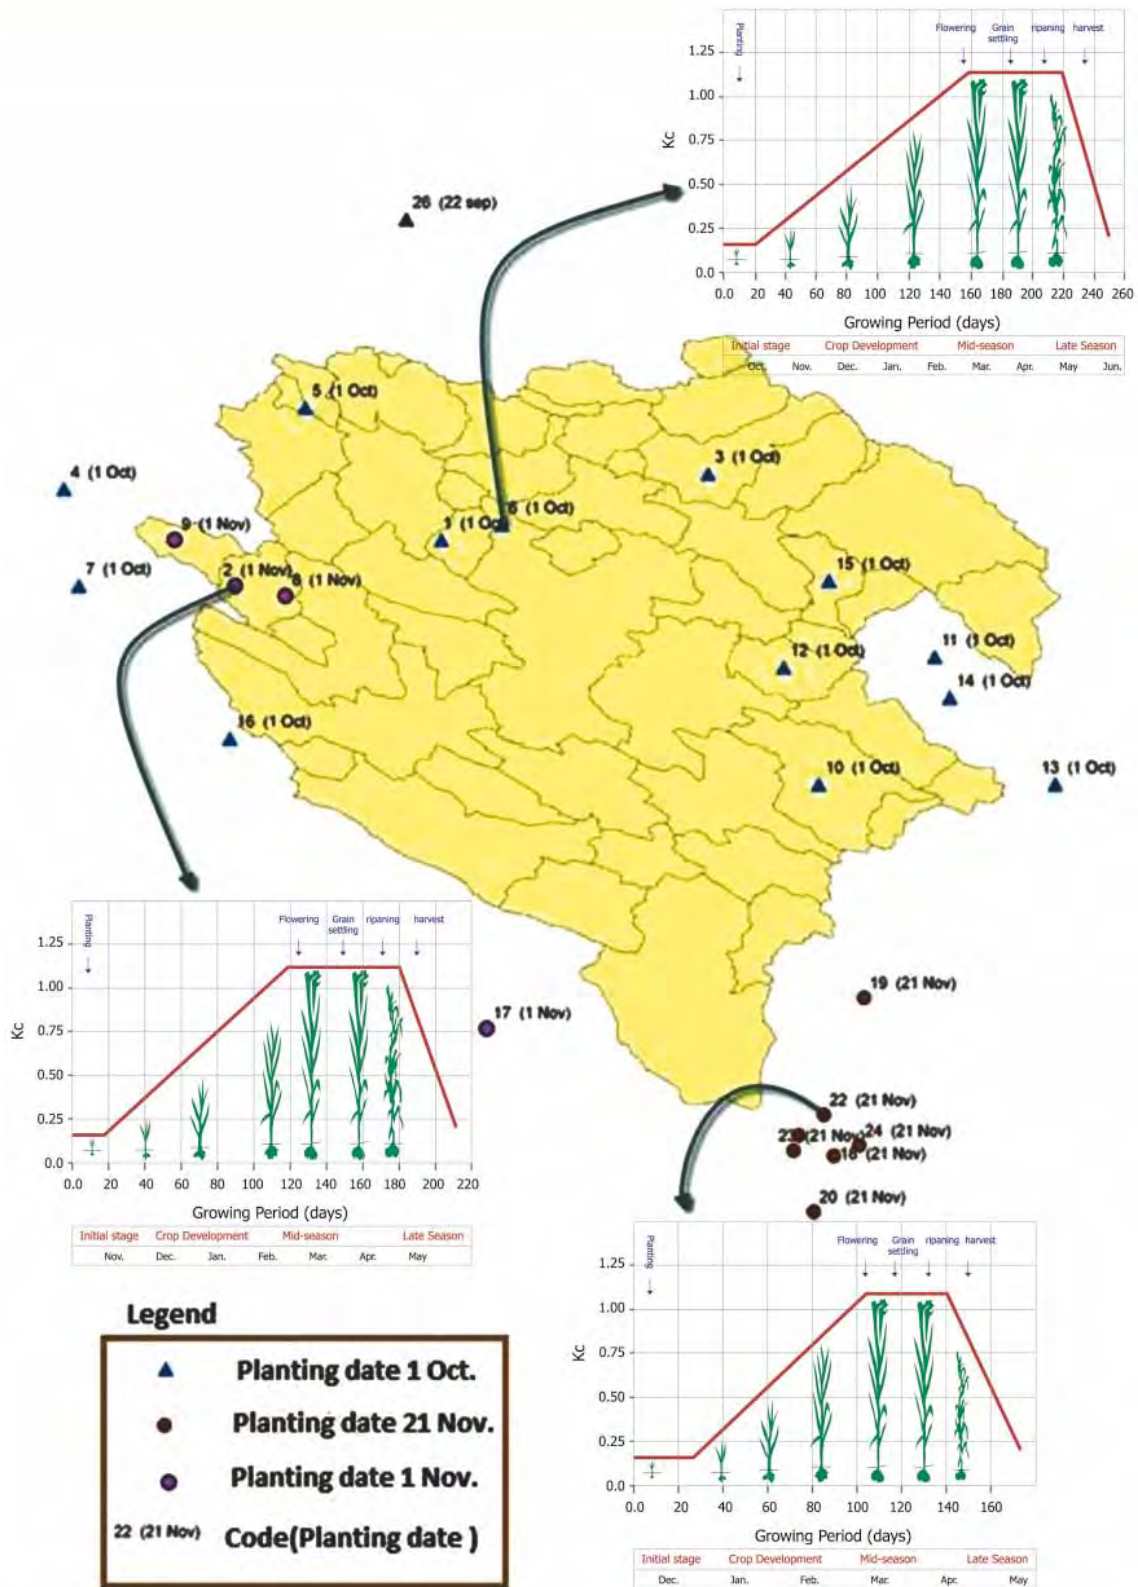 Planting
Flowering Grain settling ripaning harvest
1.25
1.00
0.75
0.50
0.25
0.0
Kc
0.0 20 40 60 80 100 120 140 160 180 200 220 240 260
Growing Period (days)
Initial stage Crop Development Mid-season Late Season
Oct. Nov. Dec. Jan. Feb. Mar. Apr. May Jun.
26 (22 sep)
5 (1 Oct)
4 (1 Oct)
3 (1 Oct)
6 (1 Oct)
1 (1 Oct)
9 (1 Nov)
7 (1 Oct)
2 (1 Nov)
8 (1 Nov)
15 (1 Oct)
12 (1 Oct)
11 (1 Oct)
14 (1 Oct)
16 (1 Oct)
10 (1 Oct)
13 (1 Oct)
Planting
Flowering Grain settling ripaning harvest
1.25
1.00
0.75
0.50
0.25
0.0
Kc
0.0 20 40 60 80 100 120 140 160 180 200 220
Growing Period (days)
Initial stage Crop Development Mid-season Late Season
Nov. Dec. Jan. Feb. Mar. Apr. May
17 (1 Nov)
19 (21 Nov)
22 (21 Nov)
24 (21 Nov)
23 (21 Nov)
18 (21 Nov)
20 (21 Nov)
Planting
Flowering Grain settling ripaning harvest
1.25
1.00
0.75
0.50
0.25
0.0
Kc
0.0 20 40 60 80 100 120 140 160
Growing Period (days)
Initial stage Crop Development Mid-season Late Season
Dec. Jan. Feb. Mar. Apr. May
Legend
Planting date 1 Oct.
Planting date 21 Nov.
Planting date 1 Nov.
22 (21 Nov) Code(Planting date )